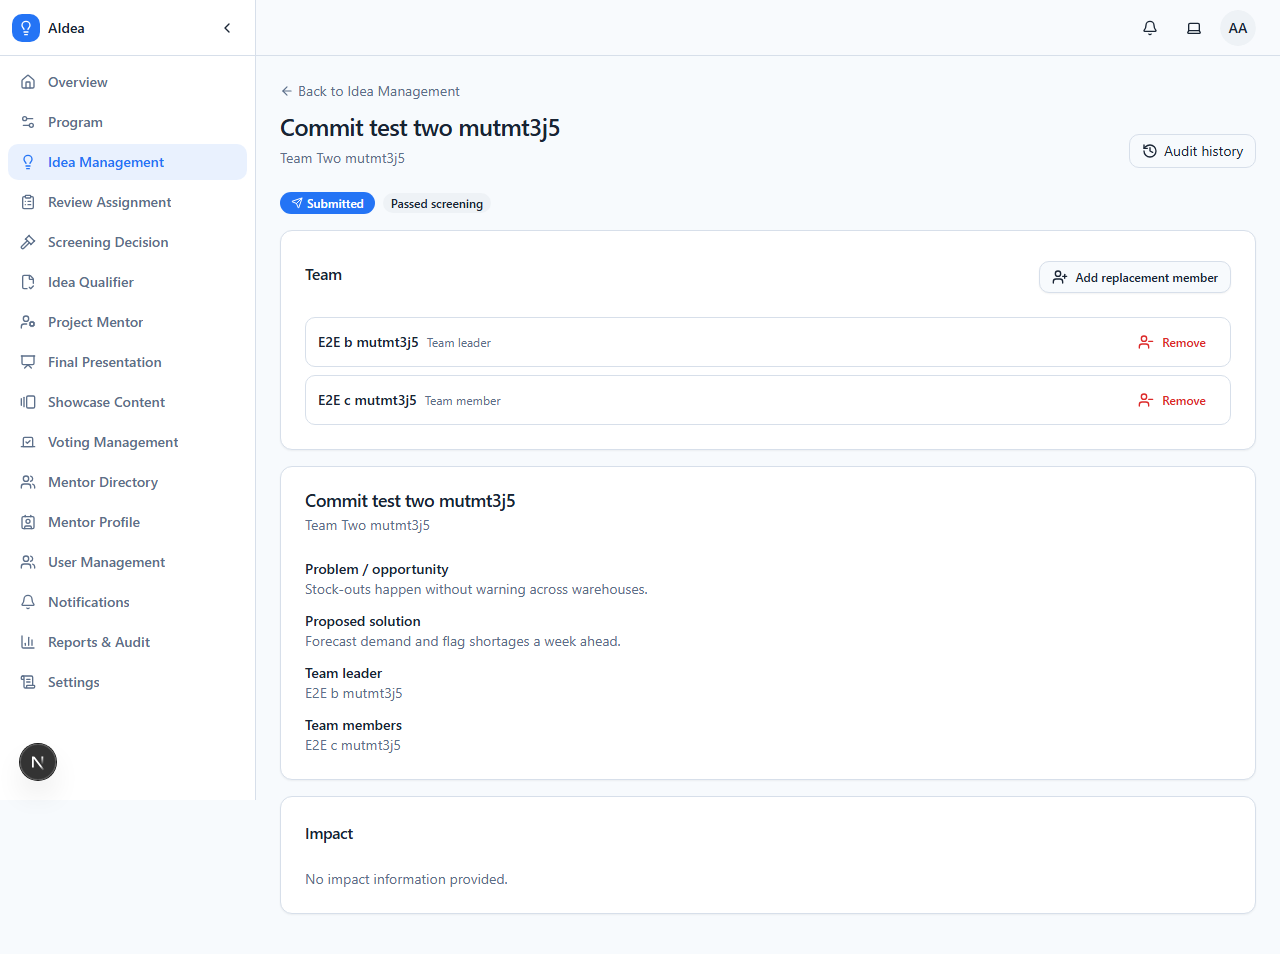 AIdea
AA
Overview
Program
Idea Management
Review Assignment
Screening Decision
Idea Qualifier
Project Mentor
Final Presentation
Showcase Content
Voting Management
Mentor Directory
Mentor Profile
User Management
Notifications
Reports & Audit
Settings
N
Back to Idea Management
Commit test two mutmt3j5
Team Two mutmt3j5
Audit history
Submitted
Passed screening
Team
Add replacement member
E2E b mutmt3j5 Team leader
Remove
E2E c mutmt3j5 Team member
Remove
Commit test two mutmt3j5
Team Two mutmt3j5
Problem / opportunity
Stock-outs happen without warning across warehouses.
Proposed solution
Forecast demand and flag shortages a week ahead.
Team leader
E2E b mutmt3j5
Team members
E2E c mutmt3j5
Impact
No impact information provided.